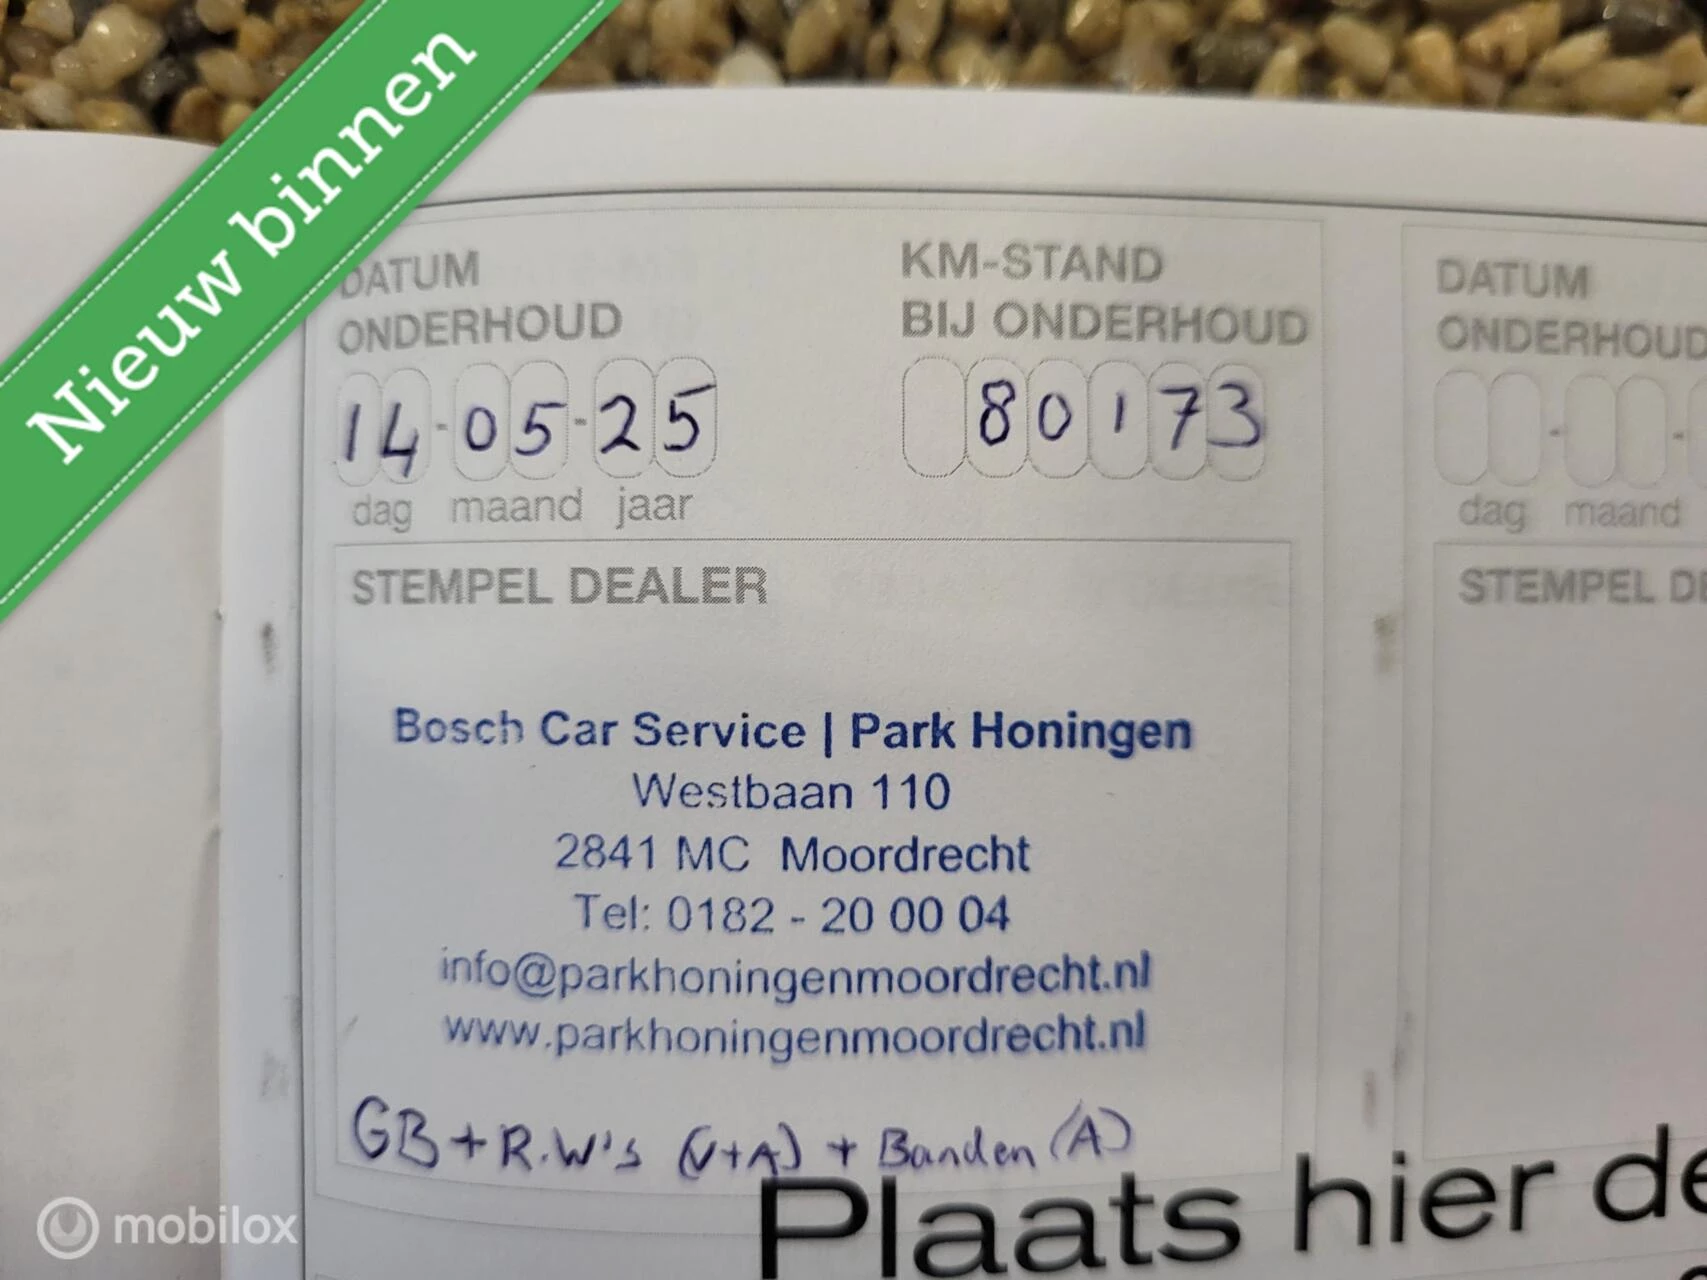 Nieuw binnen
DATUM
ONDERHOUD
14-05-25
dag maand jaar
KM-STAND
BIJ ONDERHOUD
80173
STEMPEL DEALER
Bosch Car Service | Park Honingen
Westbaan 110
2841 MC Moordrecht
Tel: 0182 - 20 00 04
info@parkhoningenmoordrecht.nl
www.parkhoningenmoordrecht.nl
GB + R.W's (V+A) + Banden (A)
DATUM
ONDERHOUD
- -
dag maand
STEMPEL DE
Plaats hier de
mobilox